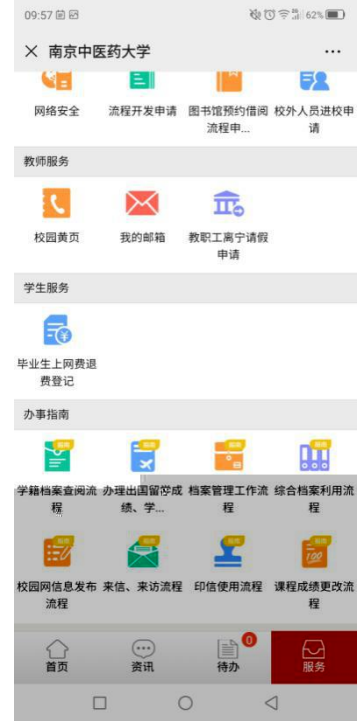 09:57
62%
南京中医药大学
网络安全 流程开发申请 图书馆预约借阅流程申... 校外人员进校申请
教师服务
校园黄页 我的邮箱 教职工离宁请假申请
学生服务
毕业生上网费退费登记
办事指南
指南 指南 指南 指南
学籍档案查阅流程 办理出国留学成绩、学... 档案管理工作流程 综合档案利用流程
指南 指南 指南 指南
100
校园网信息发布流程 来信、来访流程 印信使用流程 课程成绩更改流程
0
首页 资讯 待办 服务